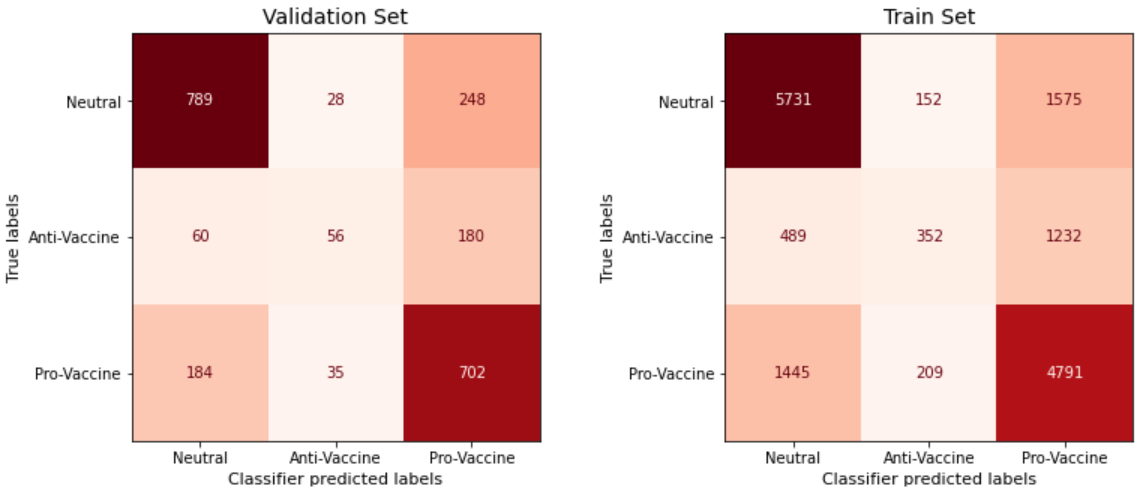 Validation Set
True labels
Neutral 789 28 248
Anti-Vaccine 60 56 180
Pro-Vaccine 184 35 702
Neutral Anti-Vaccine Pro-Vaccine
Classifier predicted labels
Train Set
True labels
Neutral 5731 152 1575
Anti-Vaccine 489 352 1232
Pro-Vaccine 1445 209 4791
Neutral Anti-Vaccine Pro-Vaccine
Classifier predicted labels